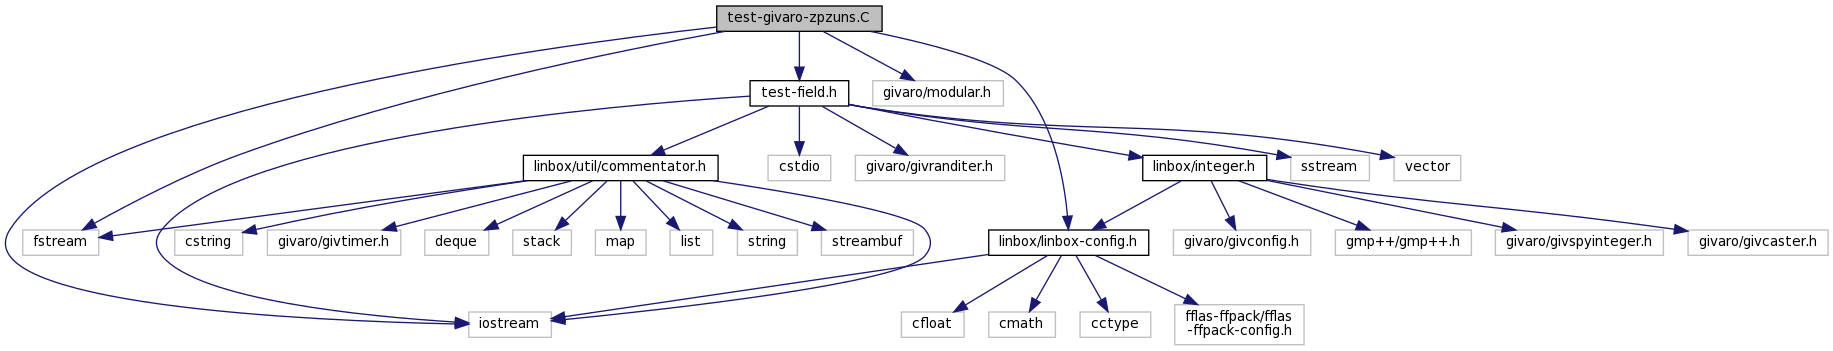 test-givaro-zpzuns.C
test-field.h
givaro/modular.h
linbox/util/commentator.h
cstdio
givaro/givranditer.h
linbox/integer.h
sstream
vector
fstream
cstring
givaro/givtimer.h
deque
stack
map
list
string
streambuf
linbox/linbox-config.h
givaro/givconfig.h
gmp++/gmp++.h
givaro/givspyinteger.h
givaro/givcaster.h
iostream
cfloat
cmath
cctype
fflas-ffpack/fflas
-ffpack-config.h